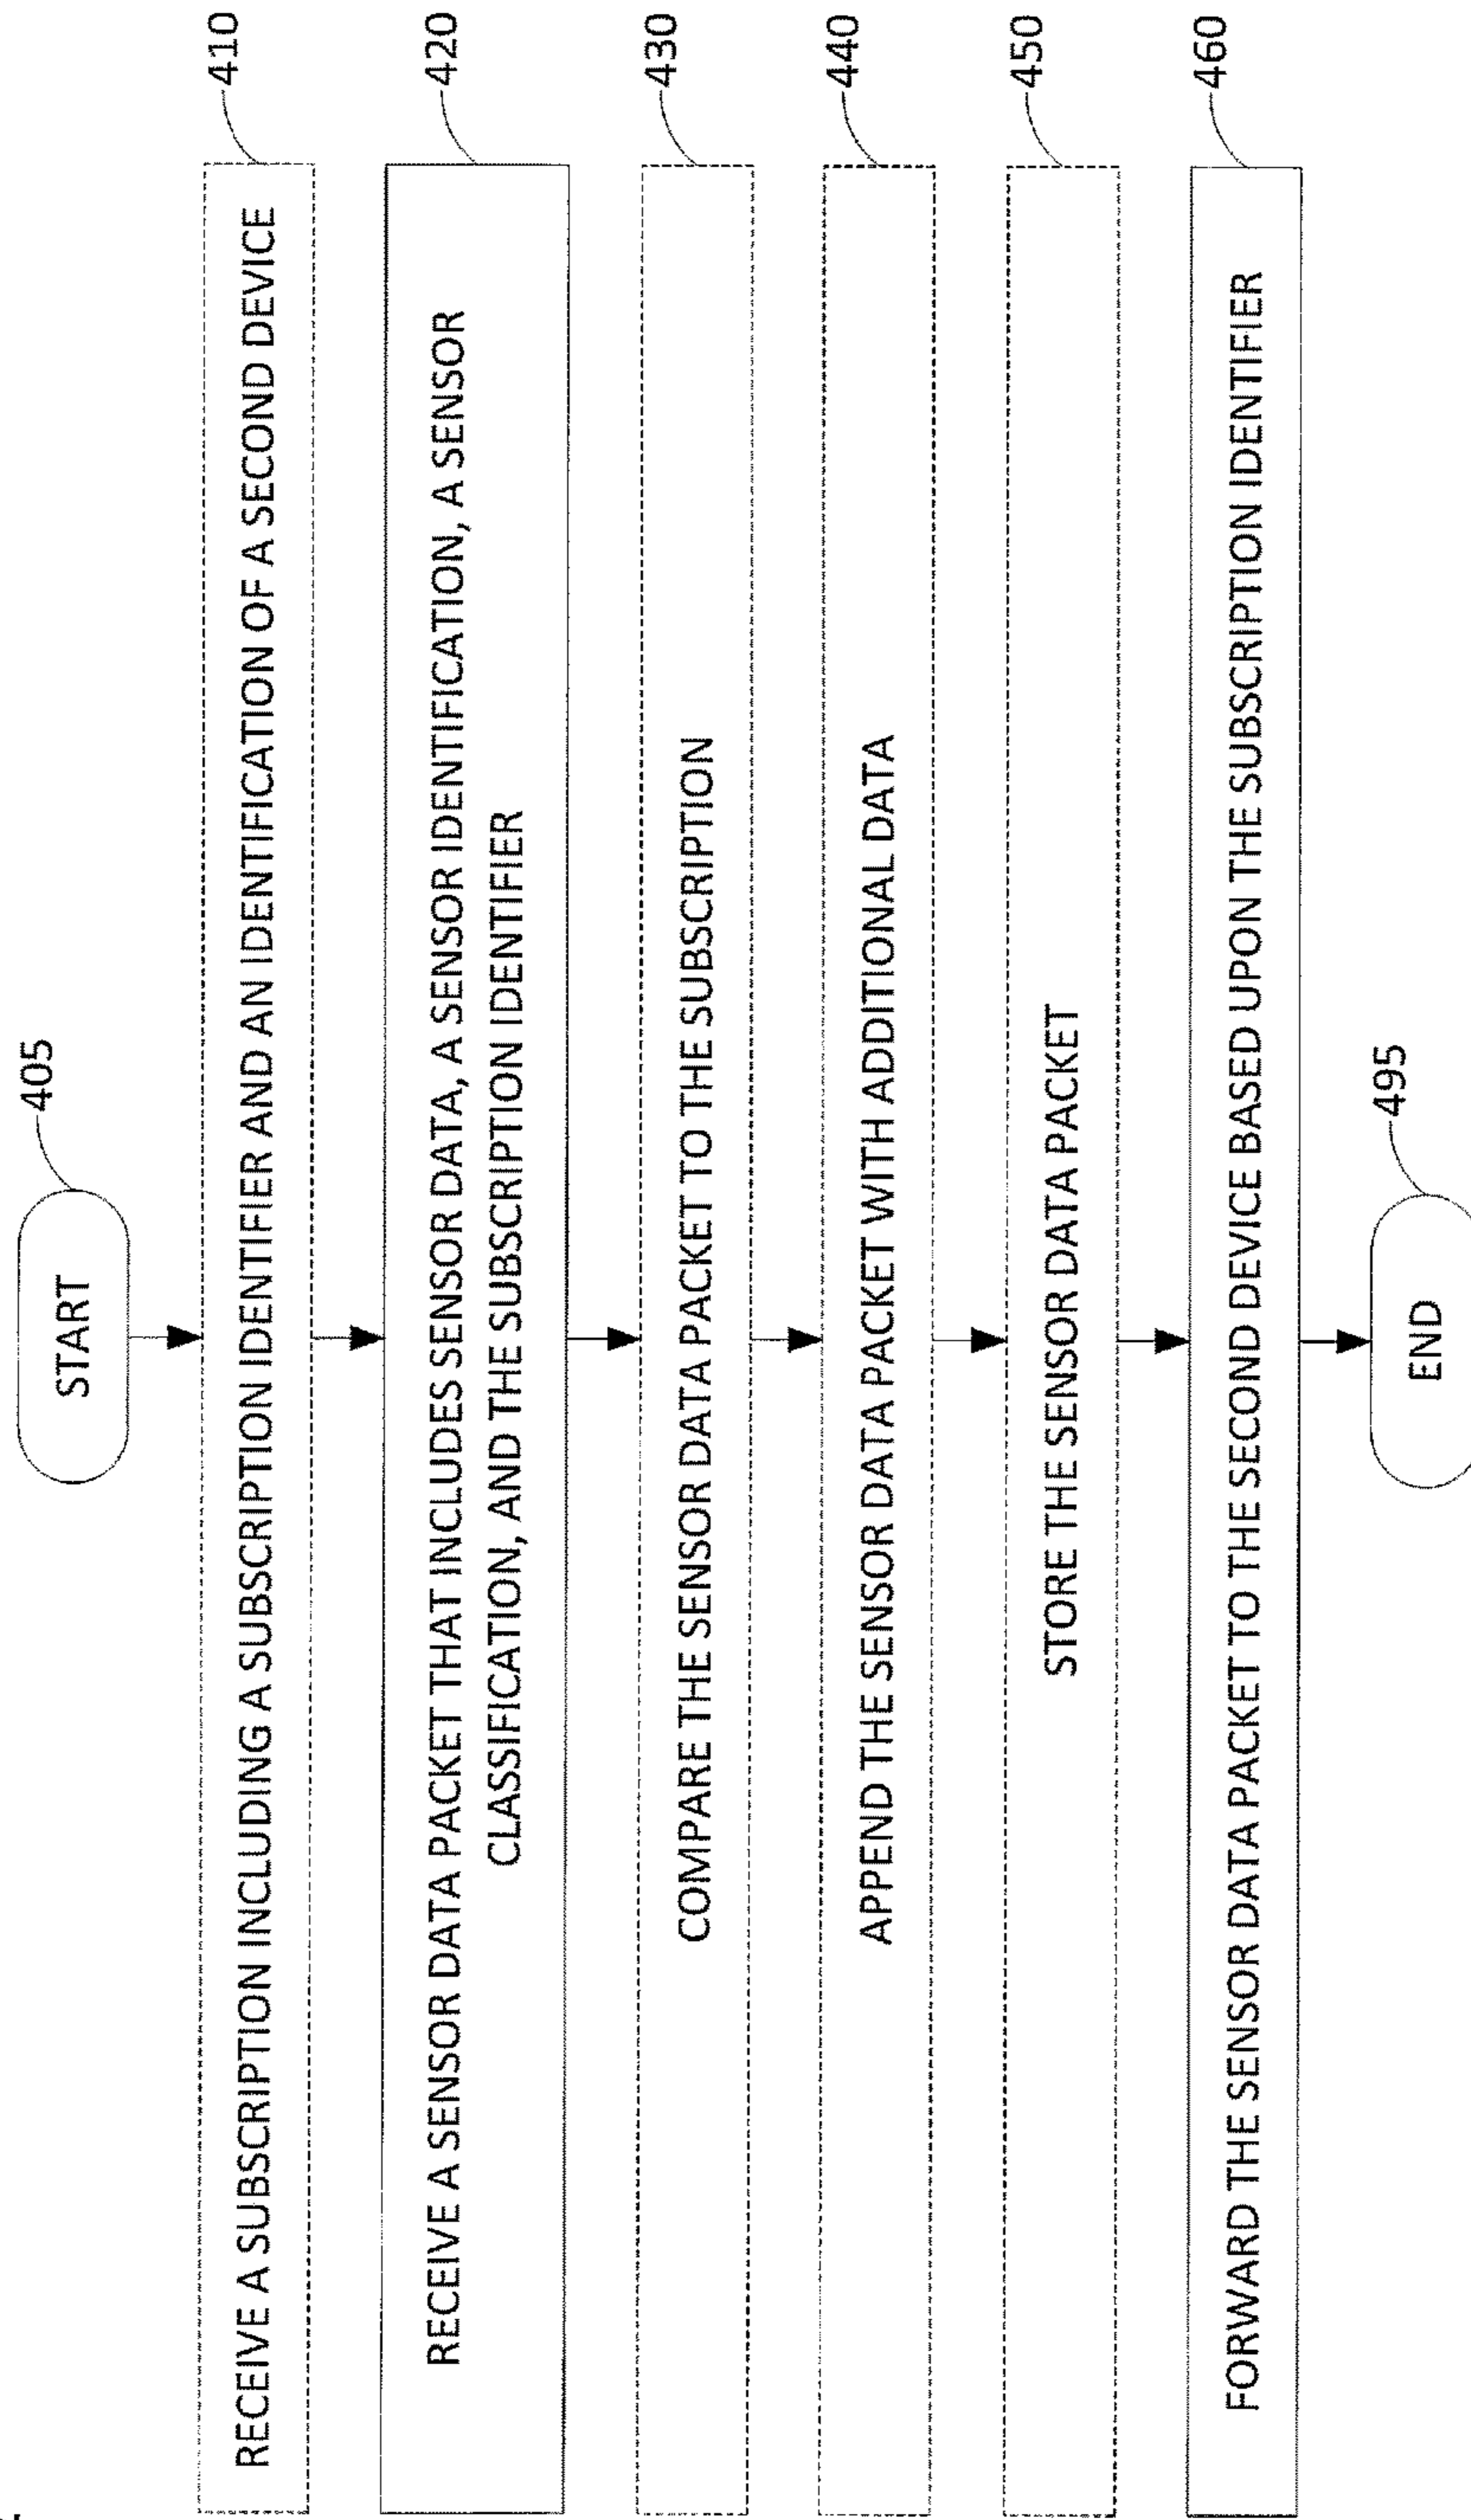 START
405
RECEIVE A SUBSCRIPTION INCLUDING A SUBSCRIPTION IDENTIFIER AND AN IDENTIFICATION OF A SECOND DEVICE
410
RECEIVE A SENSOR DATA PACKET THAT INCLUDES SENSOR DATA, A SENSOR IDENTIFICATION, A SENSOR
CLASSIFICATION, AND THE SUBSCRIPTION IDENTIFIER
420
COMPARE THE SENSOR DATA PACKET TO THE SUBSCRIPTION
430
APPEND THE SENSOR DATA PACKET WITH ADDITIONAL DATA
440
STORE THE SENSOR DATA PACKET
450
FORWARD THE SENSOR DATA PACKET TO THE SECOND DEVICE BASED UPON THE SUBSCRIPTION IDENTIFIER
460
END
495